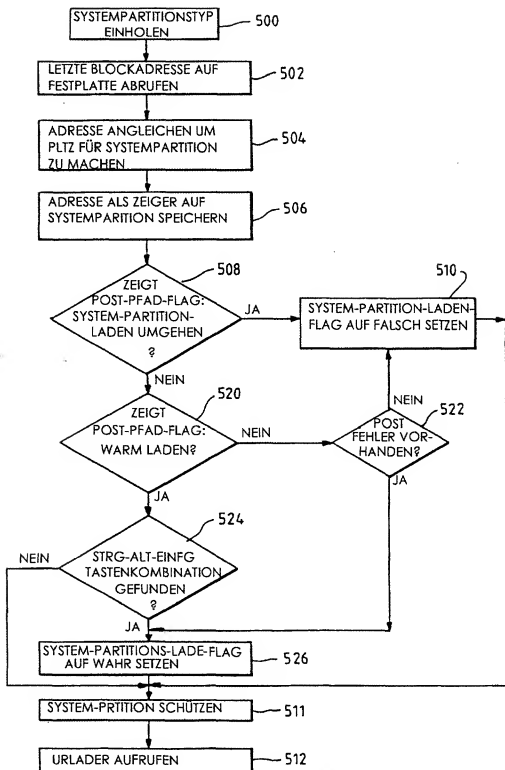 SYSTEMPARTITIONSTYP
EINHOLEN
500
LETZTE BLOCKADRESSE AUF
FESTPLATTE ABRUFEN
502
ADRESSE ANGLEICHEN UM
PLTZ FÜR SYSTEMPARTITION
ZU MACHEN
504
ADRESSE ALS ZEIGER AUF
SYSTEMPARITION SPEICHERN
506
ZEIGT
POST-PFAD-FLAG:
SYSTEM-PARTITION-
LADEN UMGEHEN
?
508
JA
NEIN
SYSTEM-PARTITION-LADEN-
FLAG AUF FALSCH SETZEN
510
ZEIGT
POST-PFAD-FLAG:
WARM LADEN?
520
NEIN
JA
POST
FEHLER VOR-
HANDEN?
522
NEIN
JA
STRG-ALT-EINFG
TASTENKOMBINATION
GEFUNDEN
?
524
NEIN
JA
SYSTEM-PARTITIONS-LADE-FLAG
AUF WAHR SETZEN
526
SYSTEM-PRTITION SCHÜTZEN
511
URLADER AUFRUFEN
512